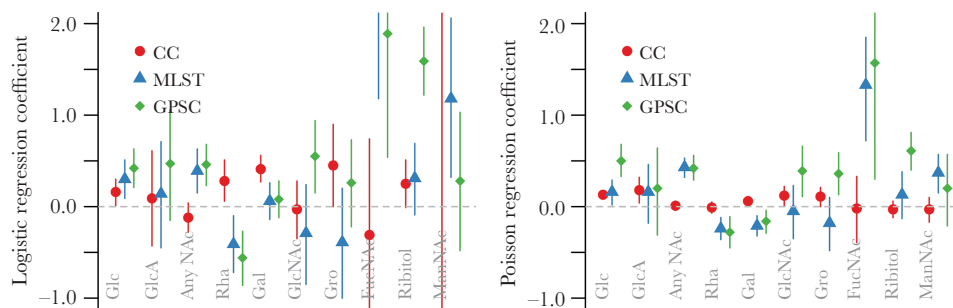 Logistic regression coefficient
2.0
1.0
0.0
−1.0
CC
MLST
GPSC
Glc
GlcA
Any NAc
Rha
Gal
GlcNAc
Gro
FucNAc
Ribitol
ManNAc
Poisson regression coefficient
2.0
1.0
0.0
−1.0
CC
MLST
GPSC
Glc
GlcA
Any NAc
Rha
Gal
GlcNAc
Gro
FucNAc
Ribitol
ManNAc